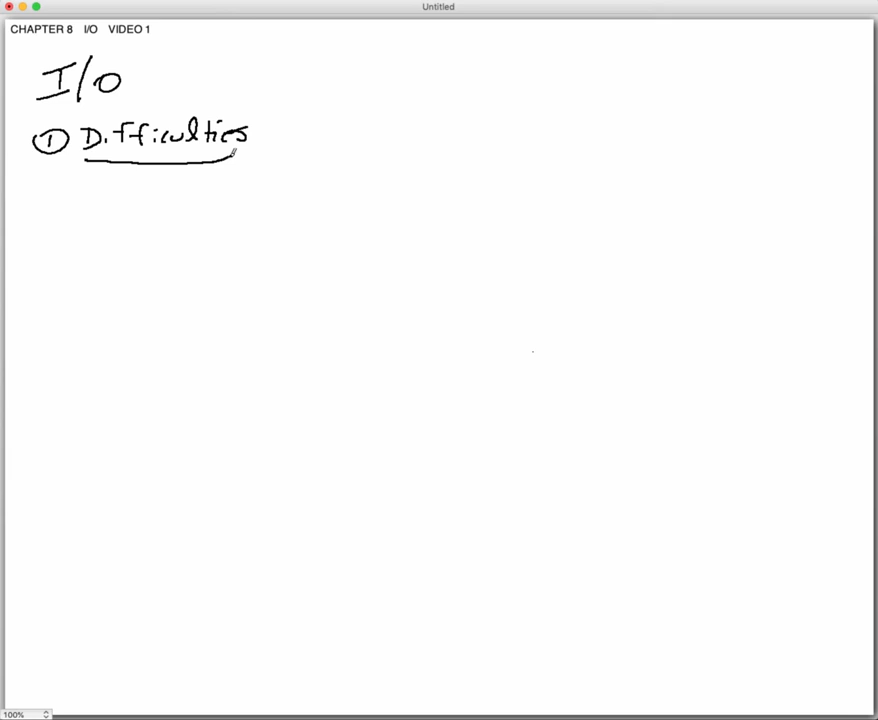 Untitled
CHAPTER 8 I/O VIDEO 1
I/O
① Difficulties
100%